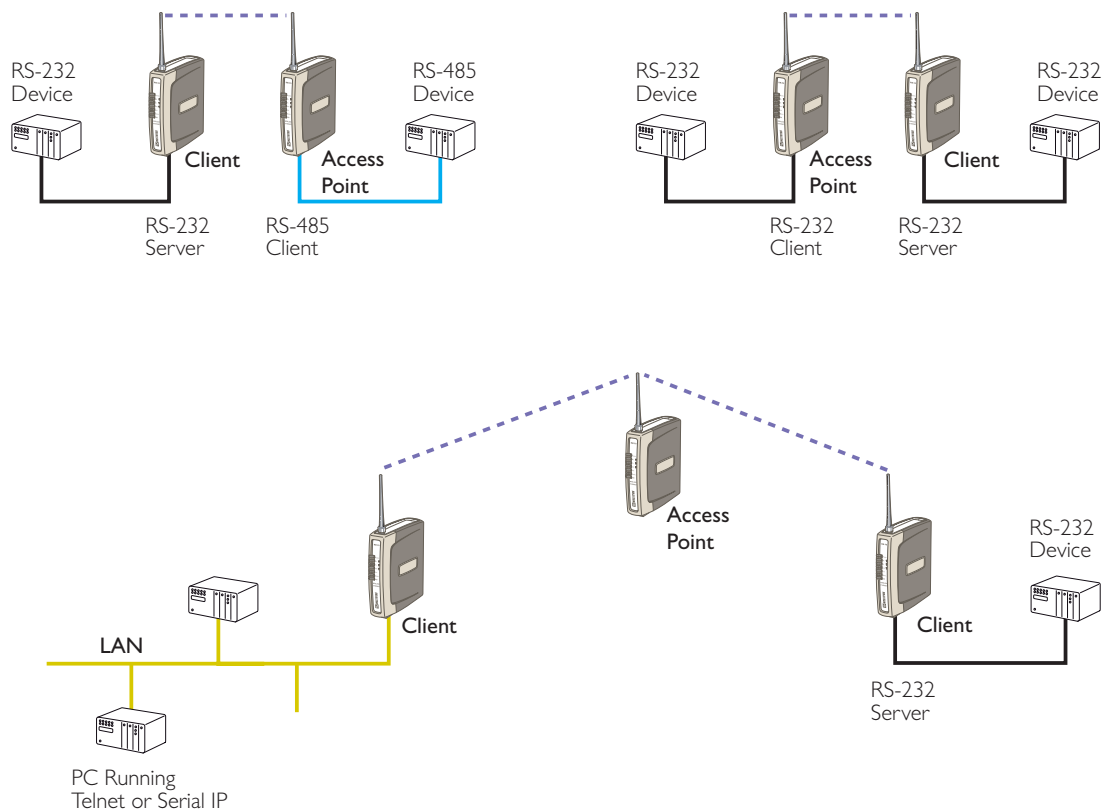 RS-232
Device
RS-485
Device
Client
Access
Point
RS-232
Server
RS-485
Client
RS-232
Device
RS-232
Device
Access
Point
Client
RS-232
Client
RS-232
Server
Access
Point
RS-232
Device
Client
Client
LAN
RS-232
Server
PC Running
Telnet or Serial IP